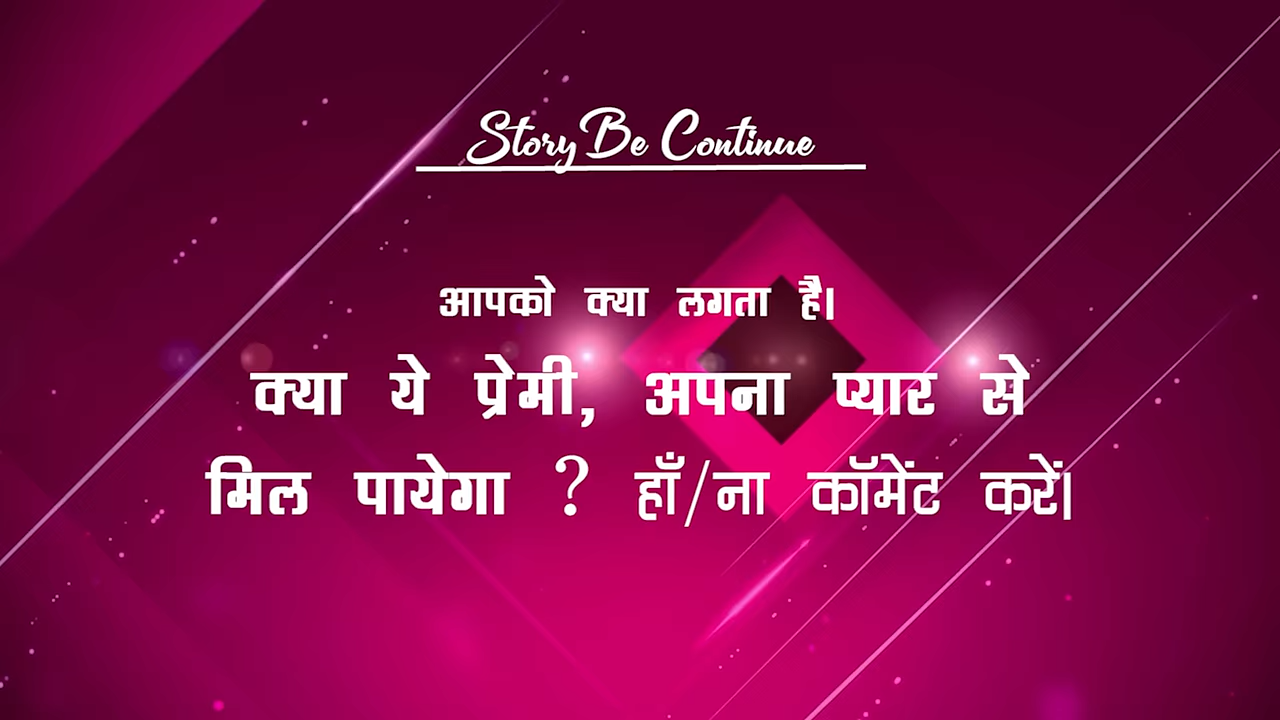 Story Be Continue
आपको क्या लगता है।
क्या ये प्रेमी, अपना प्यार से
मिल पायेगा ? हाँ/ना कॉमेंट करें।